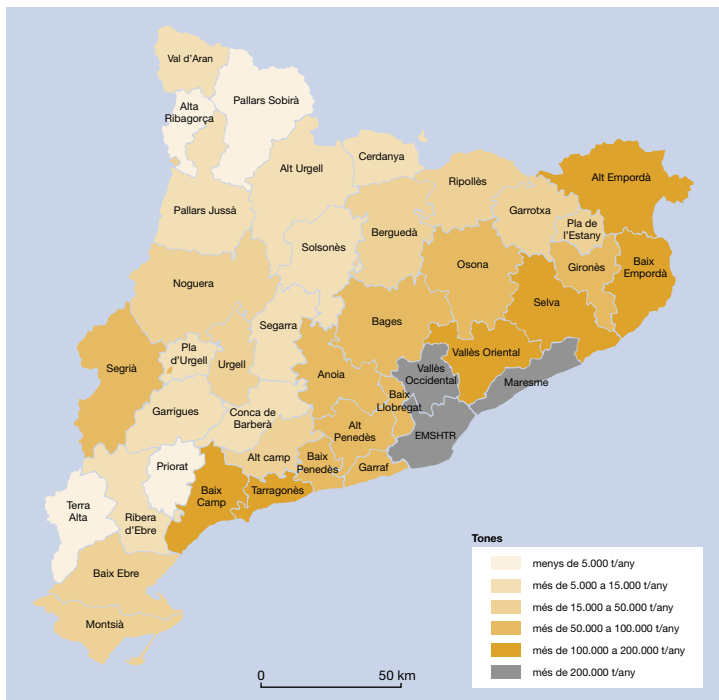 Val d'Aran
Alta
Ribagorça
Pallars Sobirà
Alt Urgell
Cerdanya
Ripollès
Alt Empordà
Pallars Jussà
Garrotxa
Pla de
l'Estany
Berguedà
Solsonès
Osona
Gironès
Baix
Empordà
Noguera
Selva
Segarra
Bages
Pla
d'Urgell
Urgell
Segrià
Anoia
Vallès Oriental
Vallès
Occidental
Maresme
Baix
Llobregat
Garrigues
Conca de
Barberà
Alt
Penedès
EMSHTR
Alt camp
Baix
Penedès
Garraf
Priorat
Baix
Camp
Tarragonès
Terra
Alta
Ribera
d'Ebre
Baix Ebre
Montsià
Tones
menys de 5.000 t/any
més de 5.000 a 15.000 t/any
més de 15.000 a 50.000 t/any
més de 50.000 a 100.000 t/any
més de 100.000 a 200.000 t/any
més de 200.000 t/any
0 50 km